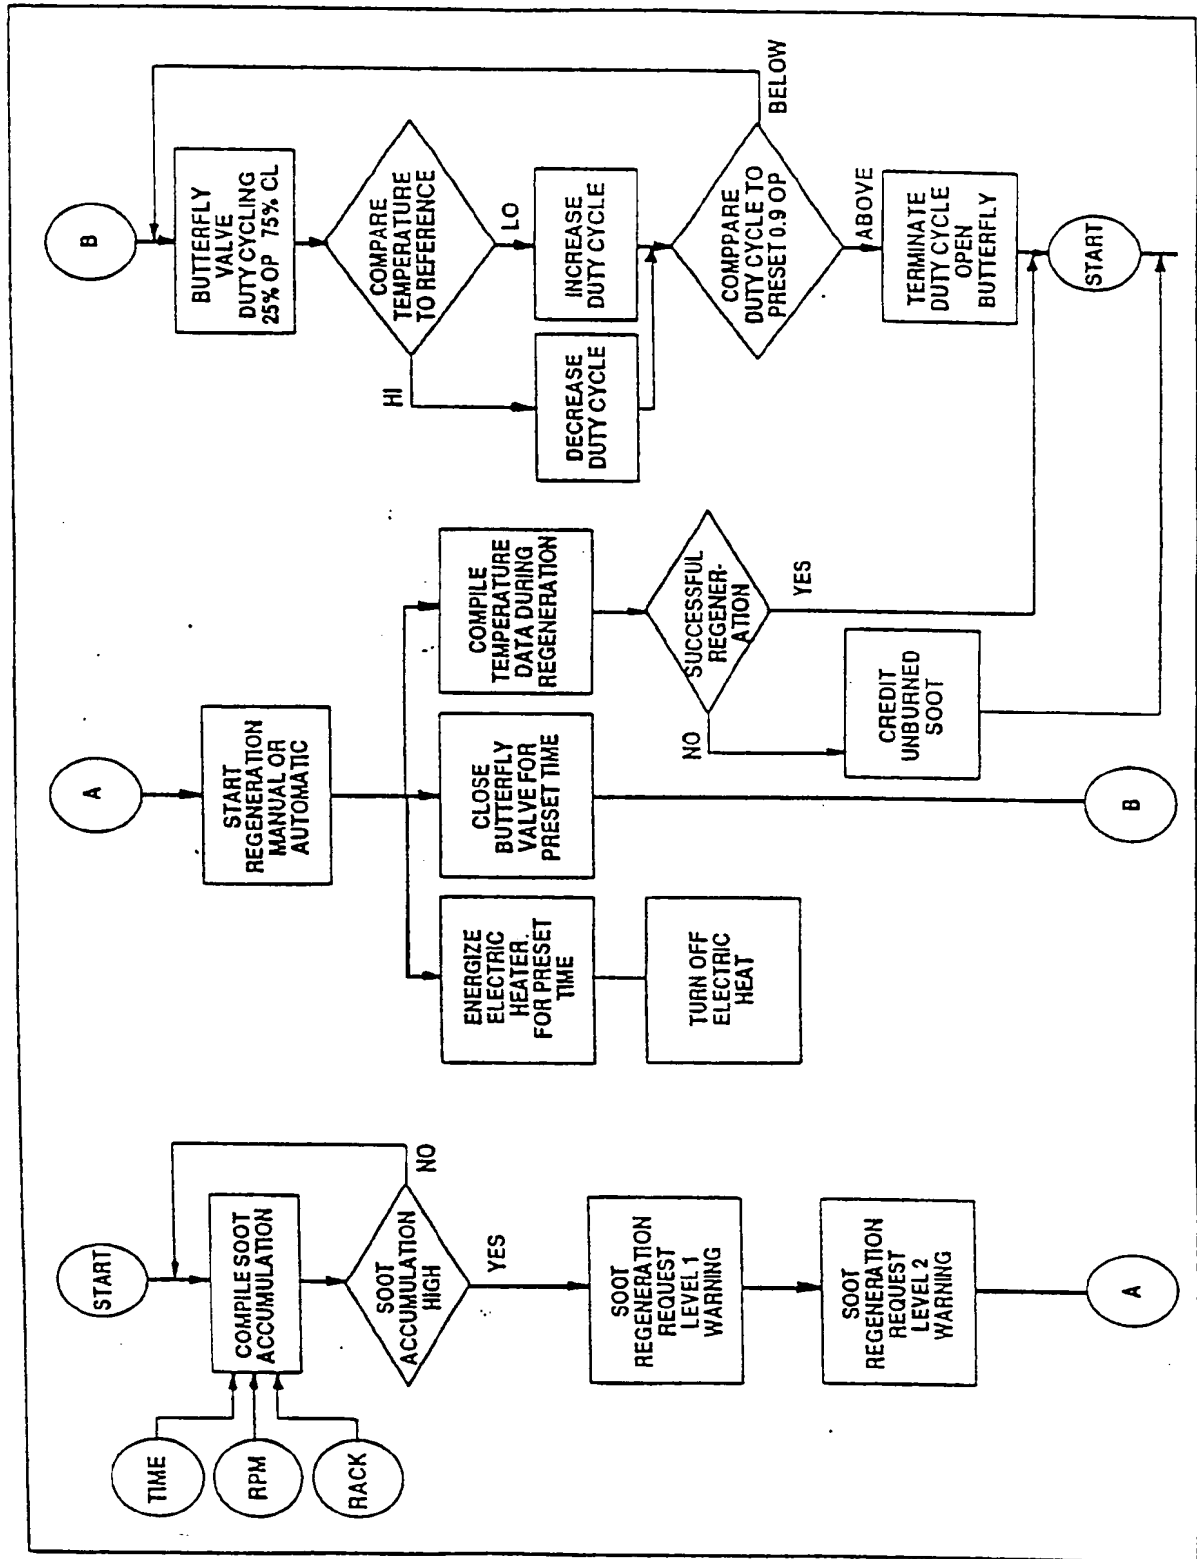 START
TIME
RPM
RACK
COMPILE SOOT
ACCUMULATION
SOOT
ACCUMULATION
HIGH
NO
YES
SOOT
REGENERATION
REQUEST
LEVEL 1
WARNING
SOOT
REGENERATION
REQUEST
LEVEL 2
WARNING
A
A
START
REGENERATION
MANUAL OR
AUTOMATIC
ENERGIZE
ELECTRIC
HEATER.
FOR PRESET
TIME
TURN OFF
ELECTRIC
HEAT
CLOSE
BUTTERFLY
VALVE FOR
PRESET TIME
COMPILE
TEMPERATURE
DATA DURING
REGENERATION
SUCCESSFUL
REGENER-
ATION
NO
YES
CREDIT
UNBURNED
SOOT
B
B
BUTTERFLY
VALVE
DUTY CYCLING
25% OP 75% CL
COMPARE
TEMPERATURE
TO REFERENCE
HI
LO
DECREASE
DUTY CYCLE
INCREASE
DUTY CYCLE
COMPPARE
DUTY CYCLE TO
PRESET 0.9 OP
BELOW
ABOVE
TERMINATE
DUTY CYCLE
OPEN
BUTTERFLY
START